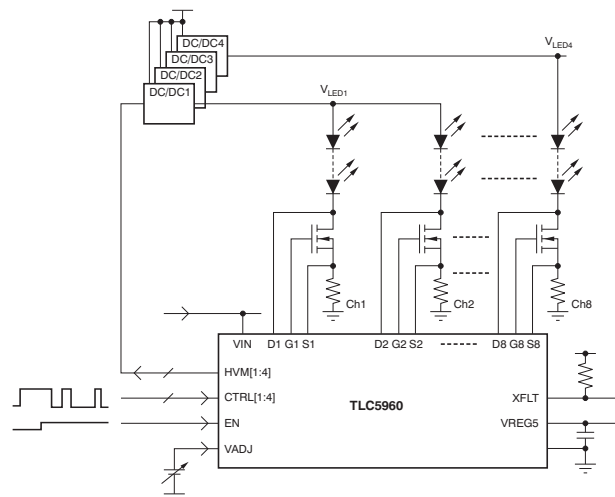 DC/DC4
DC/DC3
DC/DC2
DC/DC1
VLED4
VLED1
Ch1
Ch2
Ch8
VIN
D1 G1 S1
D2 G2 S2
D8 G8 S8
HVM[1:4]
CTRL[1:4]
EN
VADJ
TLC5960
XFLT
VREG5